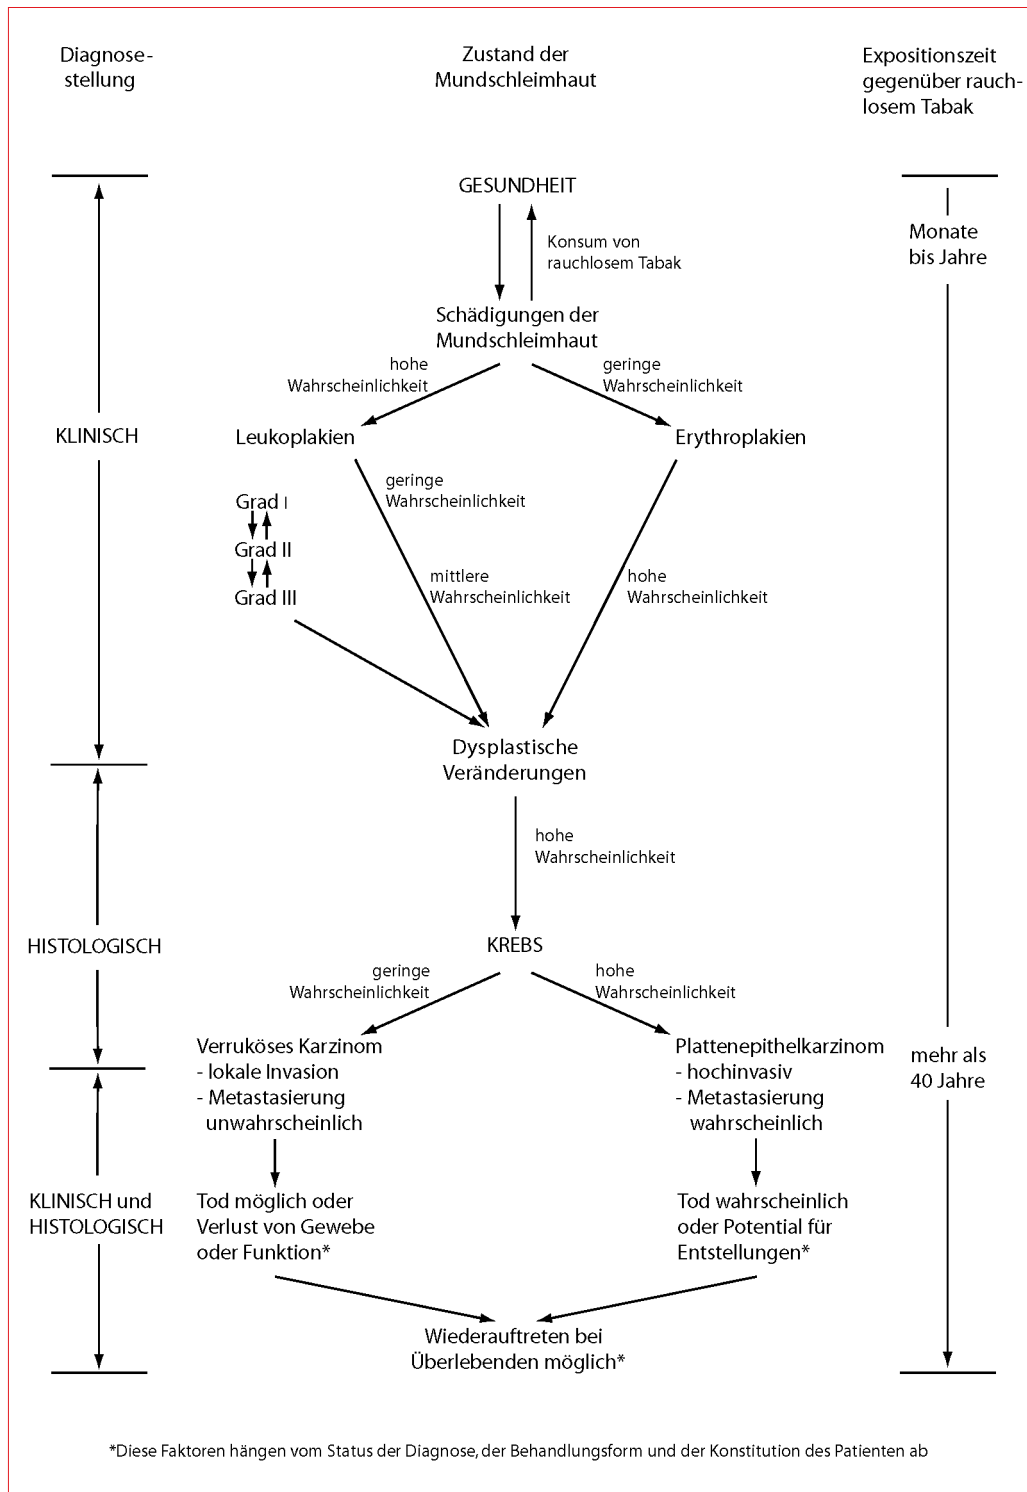 Diagnose-
stellung
Zustand der
Mundschleimhaut
Expositionszeit
gegenüber rauch-
losem Tabak
GESUNDHEIT
Konsum von
rauchlosem Tabak
Monate
bis Jahre
Schädigungen der
Mundschleimhaut
hohe
Wahrscheinlichkeit
geringe
Wahrscheinlichkeit
KLINISCH
Leukoplakien
Erythroplakien
geringe
Wahrscheinlichkeit
Grad I
Grad II
Grad III
mittlere
Wahrscheinlichkeit
hohe
Wahrscheinlichkeit
Dysplastische
Veränderungen
hohe
Wahrscheinlichkeit
HISTOLOGISCH
KREBS
geringe
Wahrscheinlichkeit
hohe
Wahrscheinlichkeit
Verruköses Karzinom
- lokale Invasion
- Metastasierung
unwahrscheinlich
Plattenepithelkarzinom
- hochinvasiv
- Metastasierung
wahrscheinlich
mehr als
40 Jahre
KLINISCH und
HISTOLOGISCH
Tod möglich oder
Verlust von Gewebe
oder Funktion*
Tod wahrscheinlich
oder Potential für
Entstellungen*
Wiederauftreten bei
Überlebenden möglich*
*Diese Faktoren hängen vom Status der Diagnose, der Behandlungsform und der Konstitution des Patienten ab